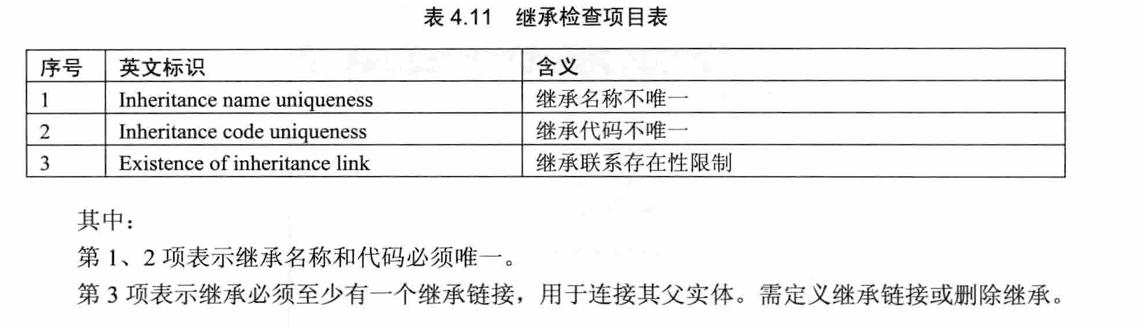 表 4.11 继承检查项目表
序号 英文标识 含义
1 Inheritance name uniqueness 继承名称不唯一
2 Inheritance code uniqueness 继承代码不唯一
3 Existence of inheritance link 继承联系存在性限制
其中：
第 1、2 项表示继承名称和代码必须唯一。
第 3 项表示继承必须至少有一个继承链接，用于连接其父实体。需定义继承链接或删除继承。